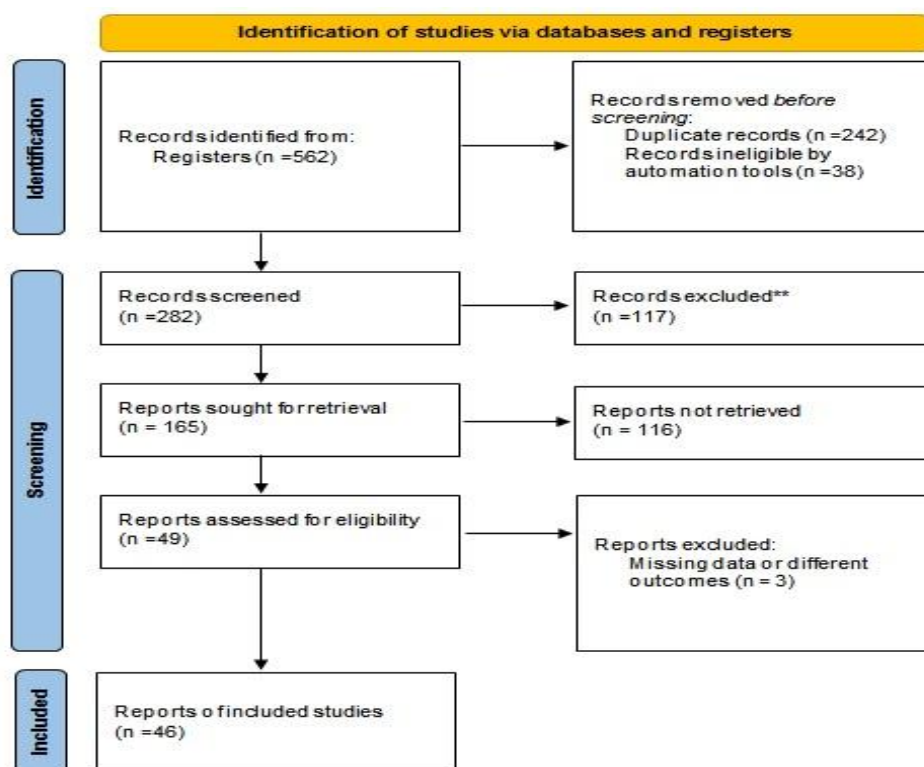 Identification of studies via databases and registers
Identification
Records identified from:
Registers (n =562)
Records removed before
screening:
Duplicate records (n =242)
Records ineligible by
automation tools (n =38)
Screening
Records screened
(n =282)
Records excluded**
(n =117)
Reports sought for retrieval
(n = 165)
Reports not retrieved
(n = 116)
Reports assessed for eligibility
(n =49)
Reports excluded:
Missing data or different
outcomes (n = 3)
Included
Reports of included studies
(n =46)